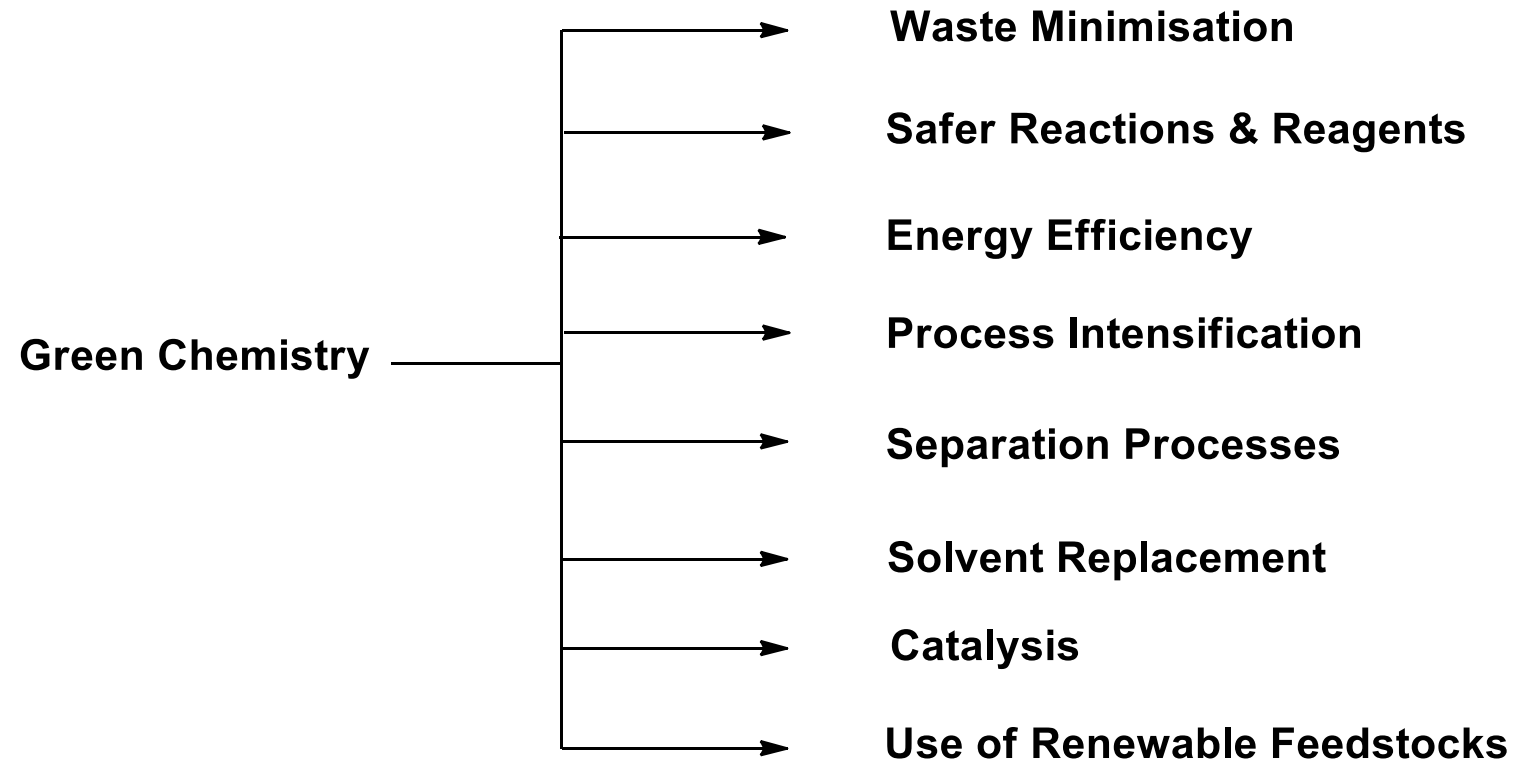 Waste Minimisation
Safer Reactions & Reagents
Energy Efficiency
Process Intensification
Green Chemistry
Separation Processes
Solvent Replacement
Catalysis
Use of Renewable Feedstocks